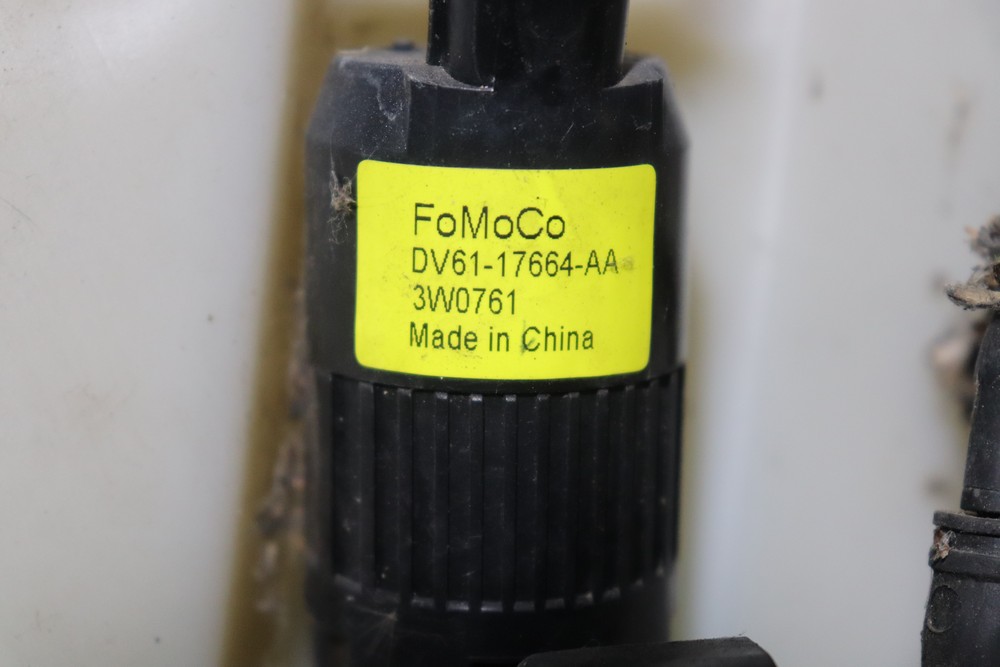 FoMoCo
DV61-17664-AA
3W0761
Made in China